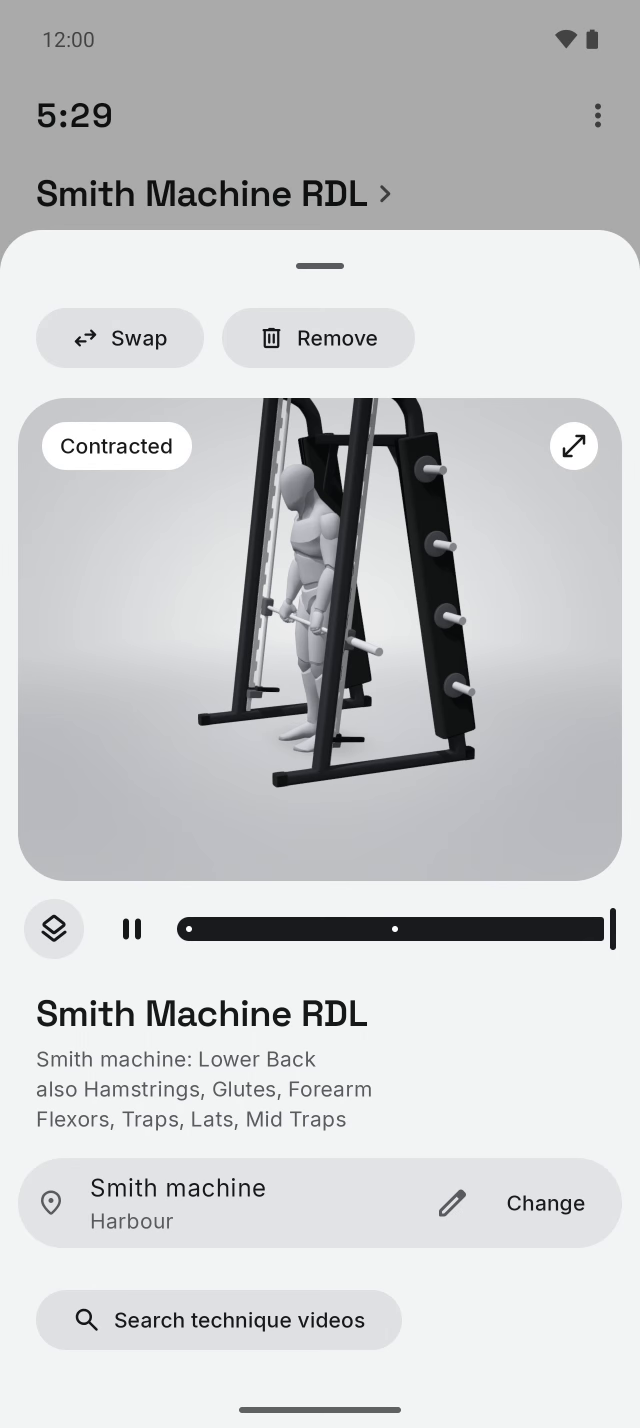 12:00
5:29
Smith Machine RDL
Swap
Remove
Contracted
Smith Machine RDL
Smith machine: Lower Back
also Hamstrings, Glutes, Forearm
Flexors, Traps, Lats, Mid Traps
Smith machine
Harbour
Change
Search technique videos